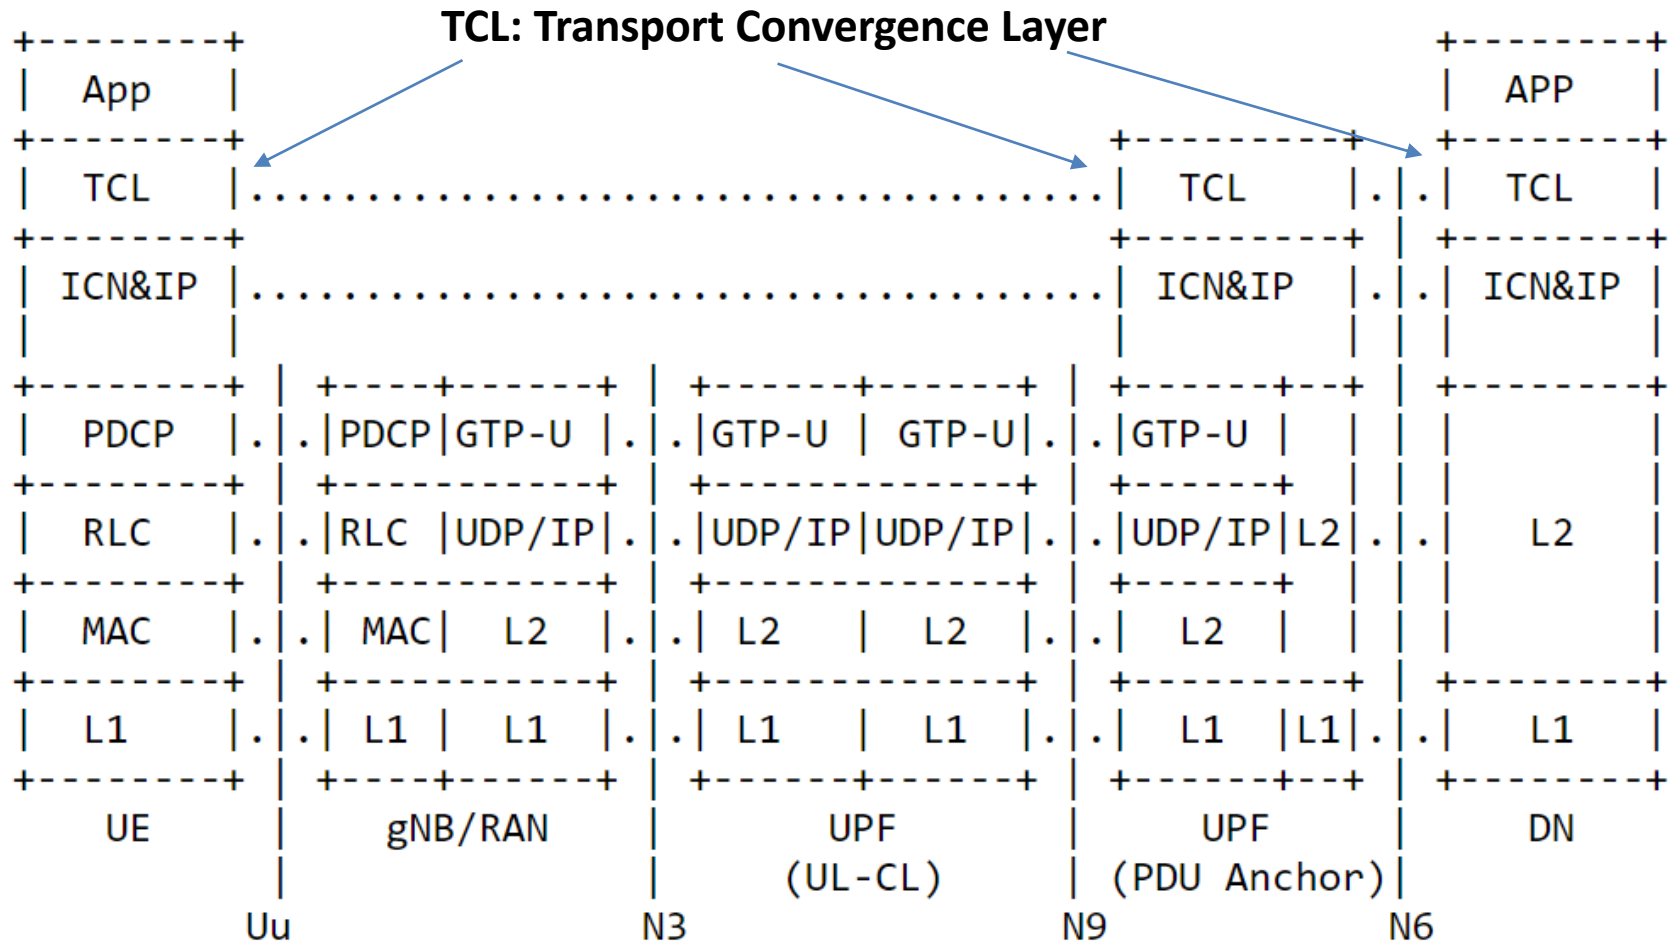 TCL: Transport Convergence Layer
+--------+ +--------+
| App | | APP |
+--------+ +---------+ +--------+
| TCL |.....................................| TCL |.|.| TCL |
+--------+ +---------+ | +--------+
| ICN&IP |.....................................| ICN&IP |.|.| ICN&IP |
| | | | | | |
+--------+ | +----+------+ | +------+------+ | +------+--+ | +--------+
| PDCP |.|.|PDCP|GTP-U |.|.|GTP-U | GTP-U|.|.|GTP-U | | | | |
+--------+ | +-----------+ | +-------------+ | +------+ | | | |
| RLC |.|.|RLC |UDP/IP|.|.|UDP/IP|UDP/IP|.|.|UDP/IP|L2|.|.| L2 |
+--------+ | +-----------+ | +-------------+ | +------+ | | | |
| MAC |.|.| MAC| L2 |.|.| L2 | L2 |.|.| L2 | | | | |
+--------+ | +-----------+ | +-------------+ | +---------+ | +--------+
| L1 |.|.| L1 | L1 |.|.| L1 | L1 |.|.| L1 |L1|.|.| L1 |
+--------+ | +----+------+ | +------+------+ | +------+--+ | +--------+
UE | gNB/RAN | UPF | UPF | DN
| | (UL-CL) | (PDU Anchor)|
Uu N3 N9 N6